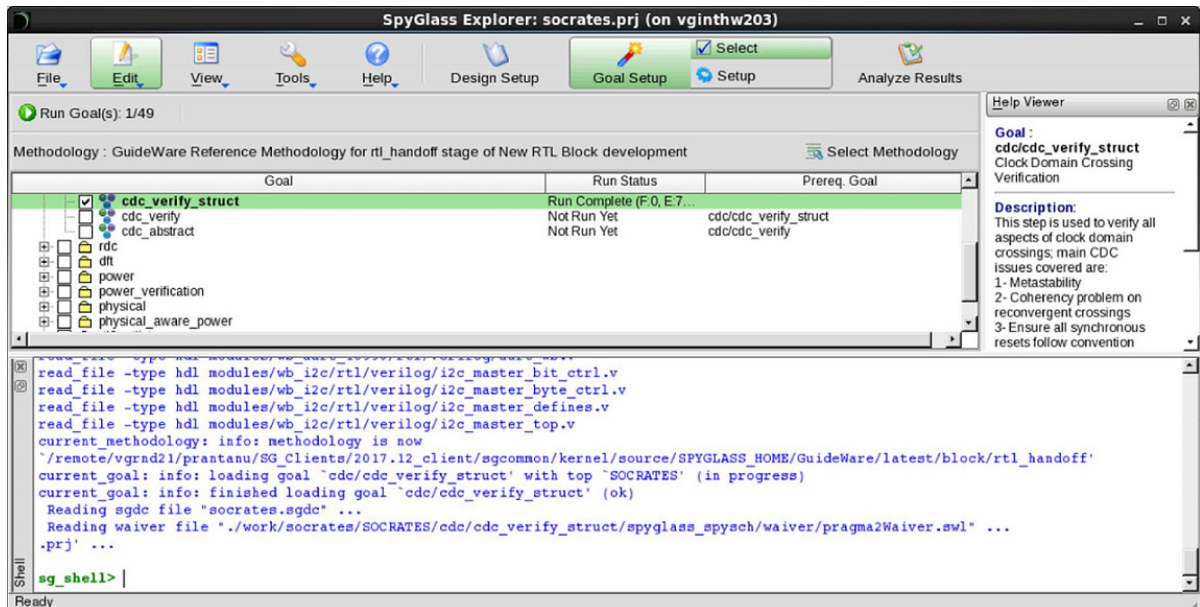 SpyGlass Explorer: socrates.prj (on vginthw203)
File Edit View Tools Help Design Setup Goal Setup Select Setup Analyze Results
Run Goal(s): 1/49
Methodology : GuideWare Reference Methodology for rtl_handoff stage of New RTL Block development Select Methodology
Goal Run Status Prereq. Goal
cdc_verify_struct Run Complete (F:0, E:7...
cdc_verify Not Run Yet cdc/cdc_verify_struct
cdc_abstract Not Run Yet cdc/cdc_verify
rdc
dft
power
power_verification
physical
physical_aware_power
Help Viewer
Goal :
cdc/cdc_verify_struct
Clock Domain Crossing
Verification
Description:
This step is used to verify all
aspects of clock domain
crossings; main CDC
issues covered are:
1- Metastability
2- Coherency problem on
reconvergent crossings
3- Ensure all synchronous
resets follow convention
read_file -type hdl modules/wb_i2c/rtl/verilog/i2c_master_bit_ctrl.v
read_file -type hdl modules/wb_i2c/rtl/verilog/i2c_master_byte_ctrl.v
read_file -type hdl modules/wb_i2c/rtl/verilog/i2c_master_defines.v
read_file -type hdl modules/wb_i2c/rtl/verilog/i2c_master_top.v
current_methodology: info: methodology is now
`/remote/vgrnd21/prantanu/SG_Clients/2017.12_client/sgcommon/kernel/source/SPYGLASS_HOME/GuideWare/latest/block/rtl_handoff'
current_goal: info: loading goal `cdc/cdc_verify_struct' with top `SOCRATES' (in progress)
current_goal: info: finished loading goal `cdc/cdc_verify_struct' (ok)
Reading sgdc file "socrates.sgdc" ...
Reading waiver file "./work/socrates/SOCRATES/cdc/cdc_verify_struct/spyglass_spysch/waiver/pragma2Waiver.swl" ...
.prj' ...
sg_shell>
Shell
Ready